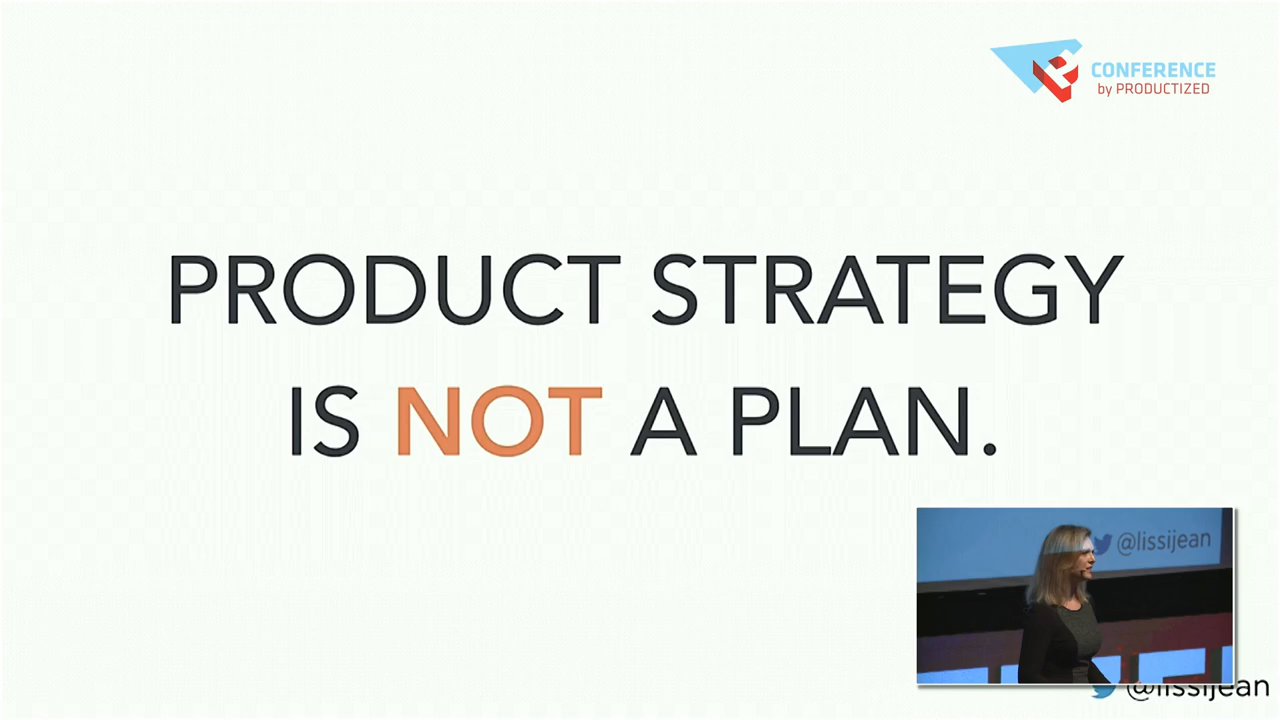 CONFERENCE
by PRODUCTIZED
PRODUCT STRATEGY
IS NOT A PLAN.
@lissijean
@lissijean